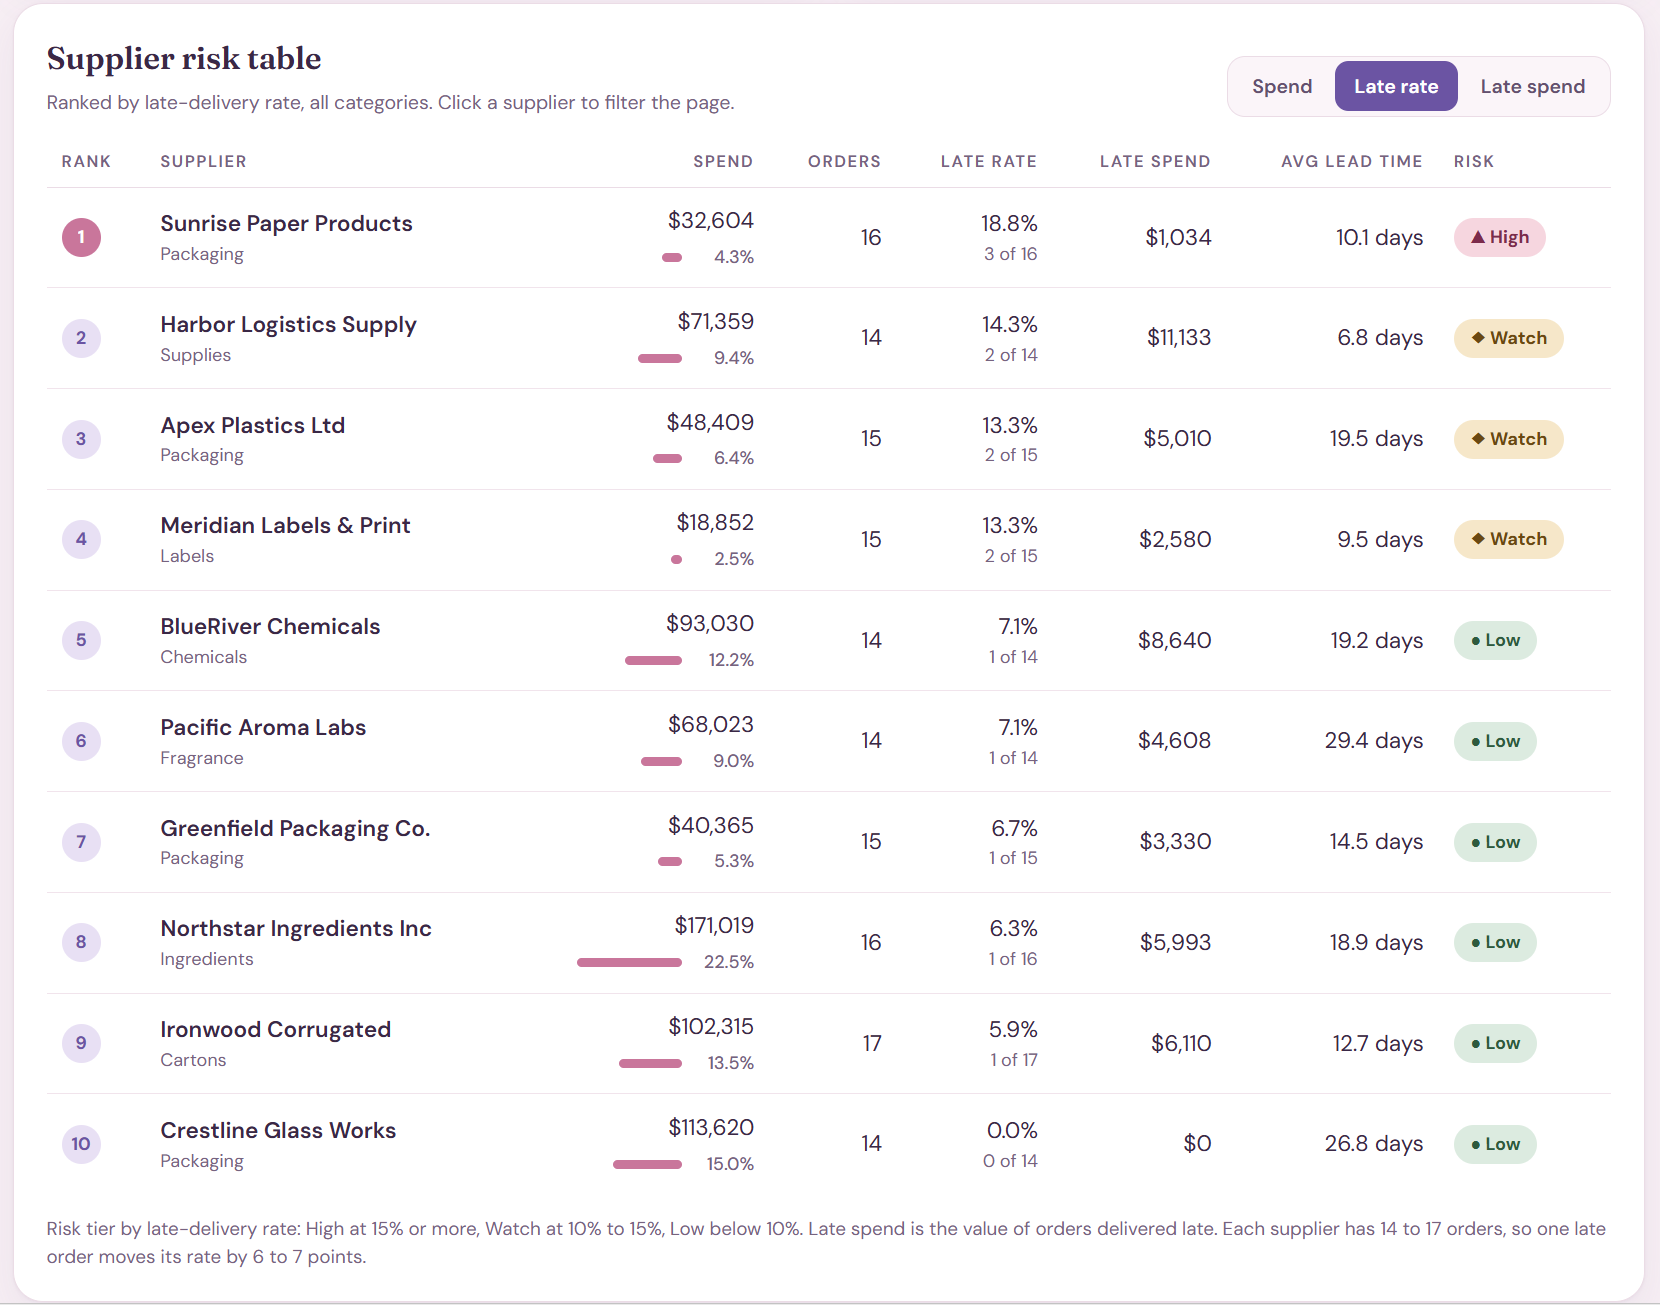 Supplier risk table
Ranked by late-delivery rate, all categories. Click a supplier to filter the page.
Spend Late rate Late spend
RANK SUPPLIER SPEND ORDERS LATE RATE LATE SPEND AVG LEAD TIME RISK
1 Sunrise Paper Products $32,604 16 18.8% $1,034 10.1 days ▲ High
Packaging 4.3% 3 of 16
2 Harbor Logistics Supply $71,359 14 14.3% $11,133 6.8 days ◆ Watch
Supplies 9.4% 2 of 14
3 Apex Plastics Ltd $48,409 15 13.3% $5,010 19.5 days ◆ Watch
Packaging 6.4% 2 of 15
4 Meridian Labels & Print $18,852 15 13.3% $2,580 9.5 days ◆ Watch
Labels 2.5% 2 of 15
5 BlueRiver Chemicals $93,030 14 7.1% $8,640 19.2 days ● Low
Chemicals 12.2% 1 of 14
6 Pacific Aroma Labs $68,023 14 7.1% $4,608 29.4 days ● Low
Fragrance 9.0% 1 of 14
7 Greenfield Packaging Co. $40,365 15 6.7% $3,330 14.5 days ● Low
Packaging 5.3% 1 of 15
8 Northstar Ingredients Inc $171,019 16 6.3% $5,993 18.9 days ● Low
Ingredients 22.5% 1 of 16
9 Ironwood Corrugated $102,315 17 5.9% $6,110 12.7 days ● Low
Cartons 13.5% 1 of 17
10 Crestline Glass Works $113,620 14 0.0% $0 26.8 days ● Low
Packaging 15.0% 0 of 14
Risk tier by late-delivery rate: High at 15% or more, Watch at 10% to 15%, Low below 10%. Late spend is the value of orders delivered late. Each supplier has 14 to 17 orders, so one late
order moves its rate by 6 to 7 points.